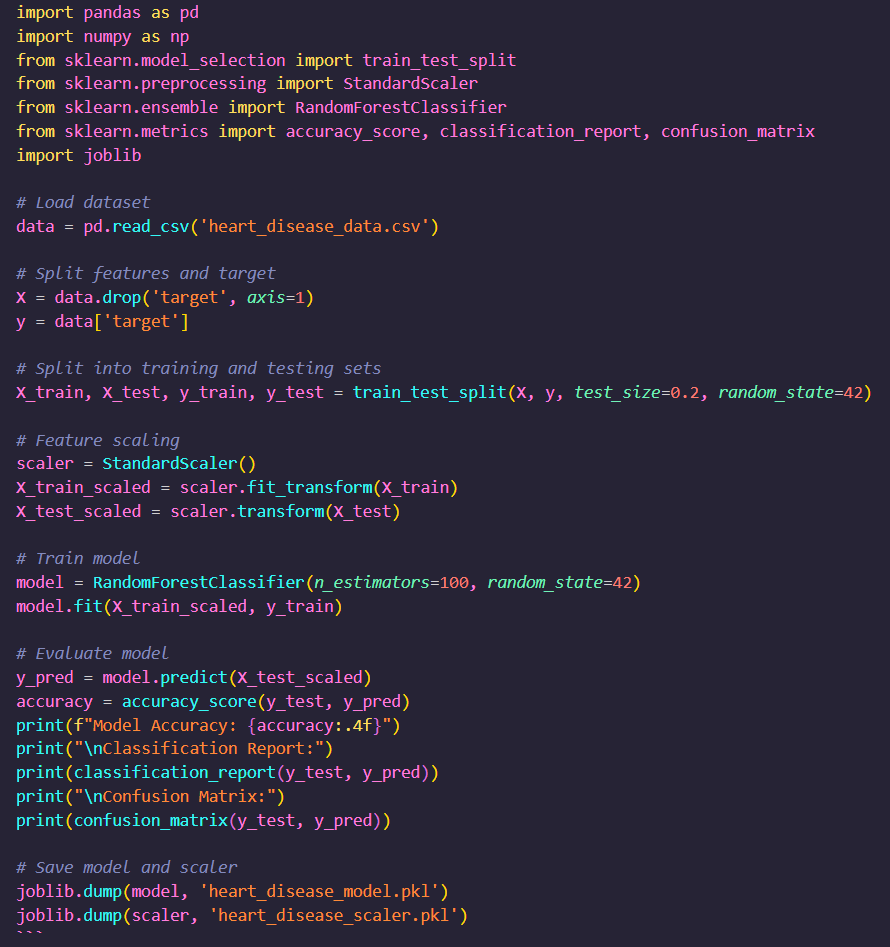 import pandas as pd
import numpy as np
from sklearn.model_selection import train_test_split
from sklearn.preprocessing import StandardScaler
from sklearn.ensemble import RandomForestClassifier
from sklearn.metrics import accuracy_score, classification_report, confusion_matrix
import joblib

# Load dataset
data = pd.read_csv('heart_disease_data.csv')

# Split features and target
X = data.drop('target', axis=1)
y = data['target']

# Split into training and testing sets
X_train, X_test, y_train, y_test = train_test_split(X, y, test_size=0.2, random_state=42)

# Feature scaling
scaler = StandardScaler()
X_train_scaled = scaler.fit_transform(X_train)
X_test_scaled = scaler.transform(X_test)

# Train model
model = RandomForestClassifier(n_estimators=100, random_state=42)
model.fit(X_train_scaled, y_train)

# Evaluate model
y_pred = model.predict(X_test_scaled)
accuracy = accuracy_score(y_test, y_pred)
print(f"Model Accuracy: {accuracy:.4f}")
print("\nClassification Report:")
print(classification_report(y_test, y_pred))
print("\nConfusion Matrix:")
print(confusion_matrix(y_test, y_pred))

# Save model and scaler
joblib.dump(model, 'heart_disease_model.pkl')
joblib.dump(scaler, 'heart_disease_scaler.pkl')
```